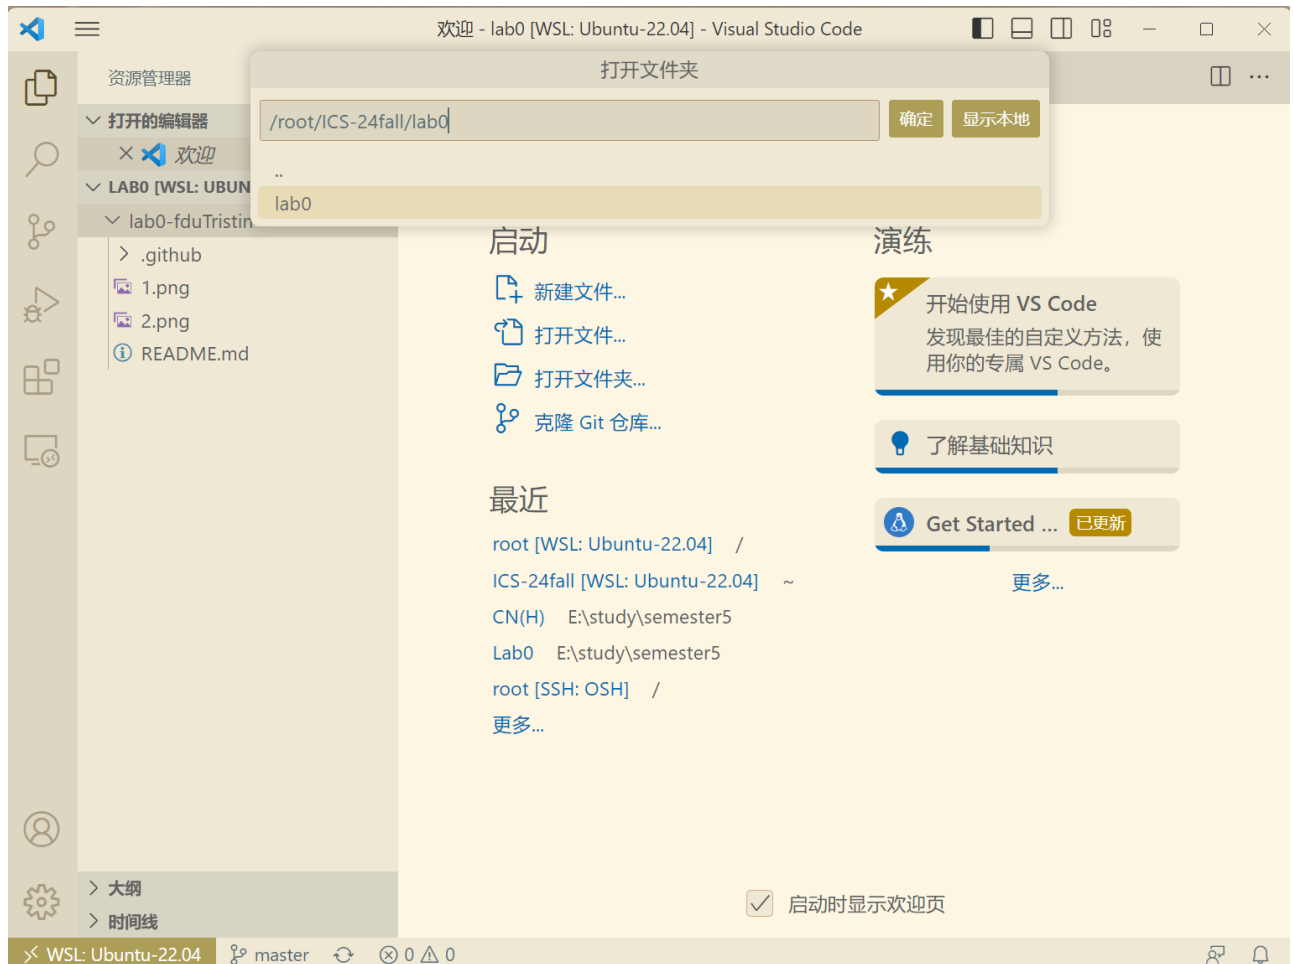 欢迎 - lab0 [WSL: Ubuntu-22.04] - Visual Studio Code
打开文件夹
资源管理器
/root/ICS-24fall/lab0
确定
显示本地
..
lab0
打开的编辑器
欢迎
LAB0 [WSL: UBUN
lab0-fduTristin
.github
1.png
2.png
README.md
启动
新建文件...
打开文件...
打开文件夹...
克隆 Git 仓库...
最近
root [WSL: Ubuntu-22.04] /
ICS-24fall [WSL: Ubuntu-22.04] ~
CN(H) E:\study\semester5
Lab0 E:\study\semester5
root [SSH: OSH] /
更多...
演练
开始使用 VS Code
发现最佳的自定义方法，使
用你的专属 VS Code。
了解基础知识
Get Started ... 已更新
更多...
大纲
时间线
启动时显示欢迎页
WSL: Ubuntu-22.04 master 0 0